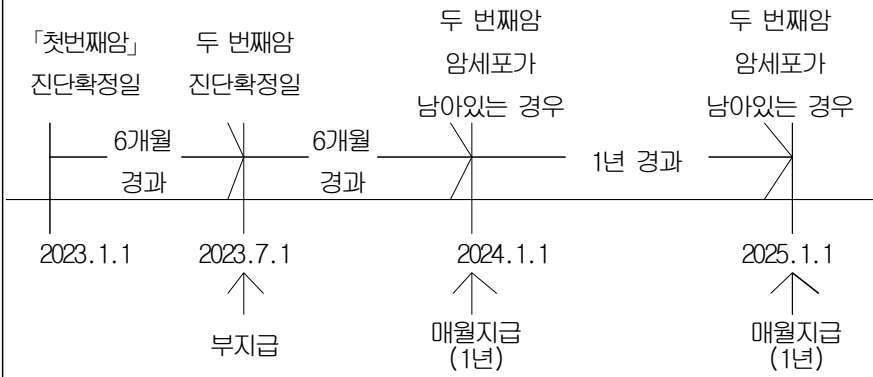 「첫번째암」
진단확정일
두 번째암
진단확정일
두 번째암
암세포가
남아있는 경우
두 번째암
암세포가
남아있는 경우
6개월
경과
6개월
경과
1년 경과
2023.1.1
2023.7.1
2024.1.1
2025.1.1
부지급
매월지급
(1년)
매월지급
(1년)